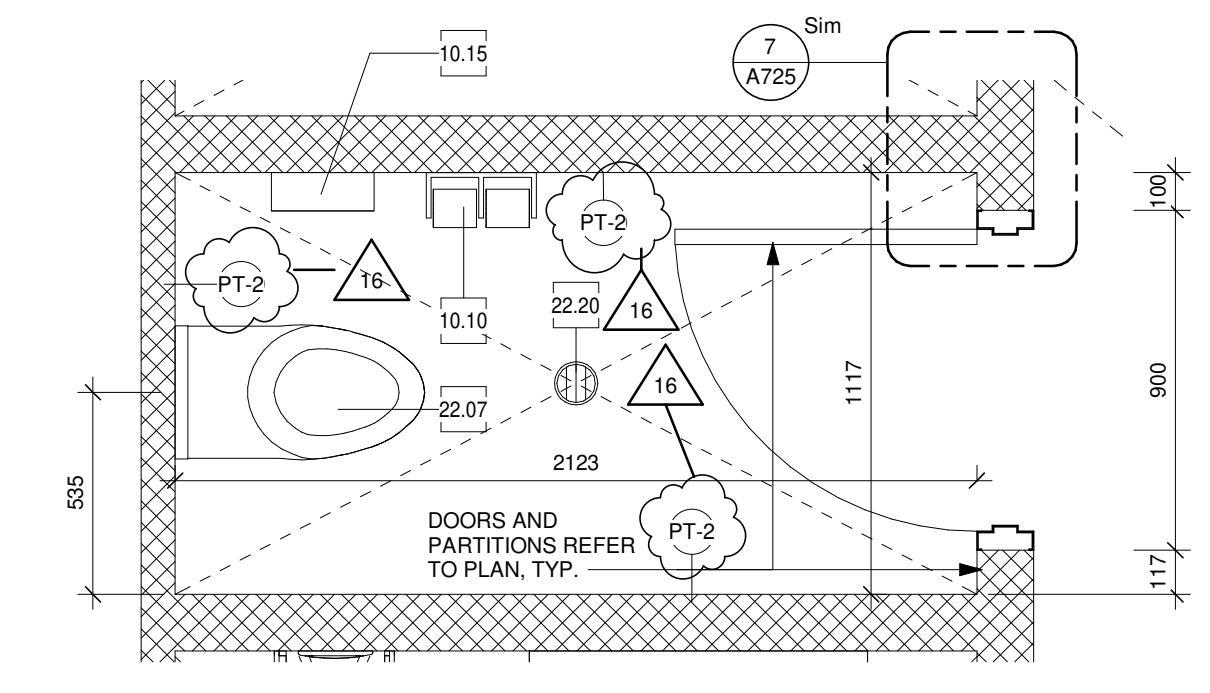 Sim
7
A725
10.15
PT-2
100
PT-2
16
16
22.20
10.10
16
1117
900
22.07
2123
535
DOORS AND
PARTITIONS REFER
TO PLAN, TYP.
PT-2
117